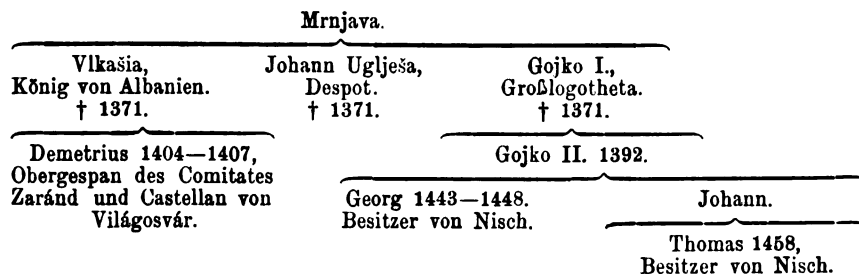 Mrnjava.
Vlkašia,
König von Albanien.
† 1371.
Johann Uglješa,
Despot.
† 1371.
Gojko I.,
Großlogotheta.
† 1371.
Demetrius 1404—1407,
Obergespan des Comitates
Zaránd und Castellan von
Világosvár.
Gojko II. 1392.
Georg 1443—1448.
Besitzer von Nisch.
Johann.
Thomas 1458,
Besitzer von Nisch.